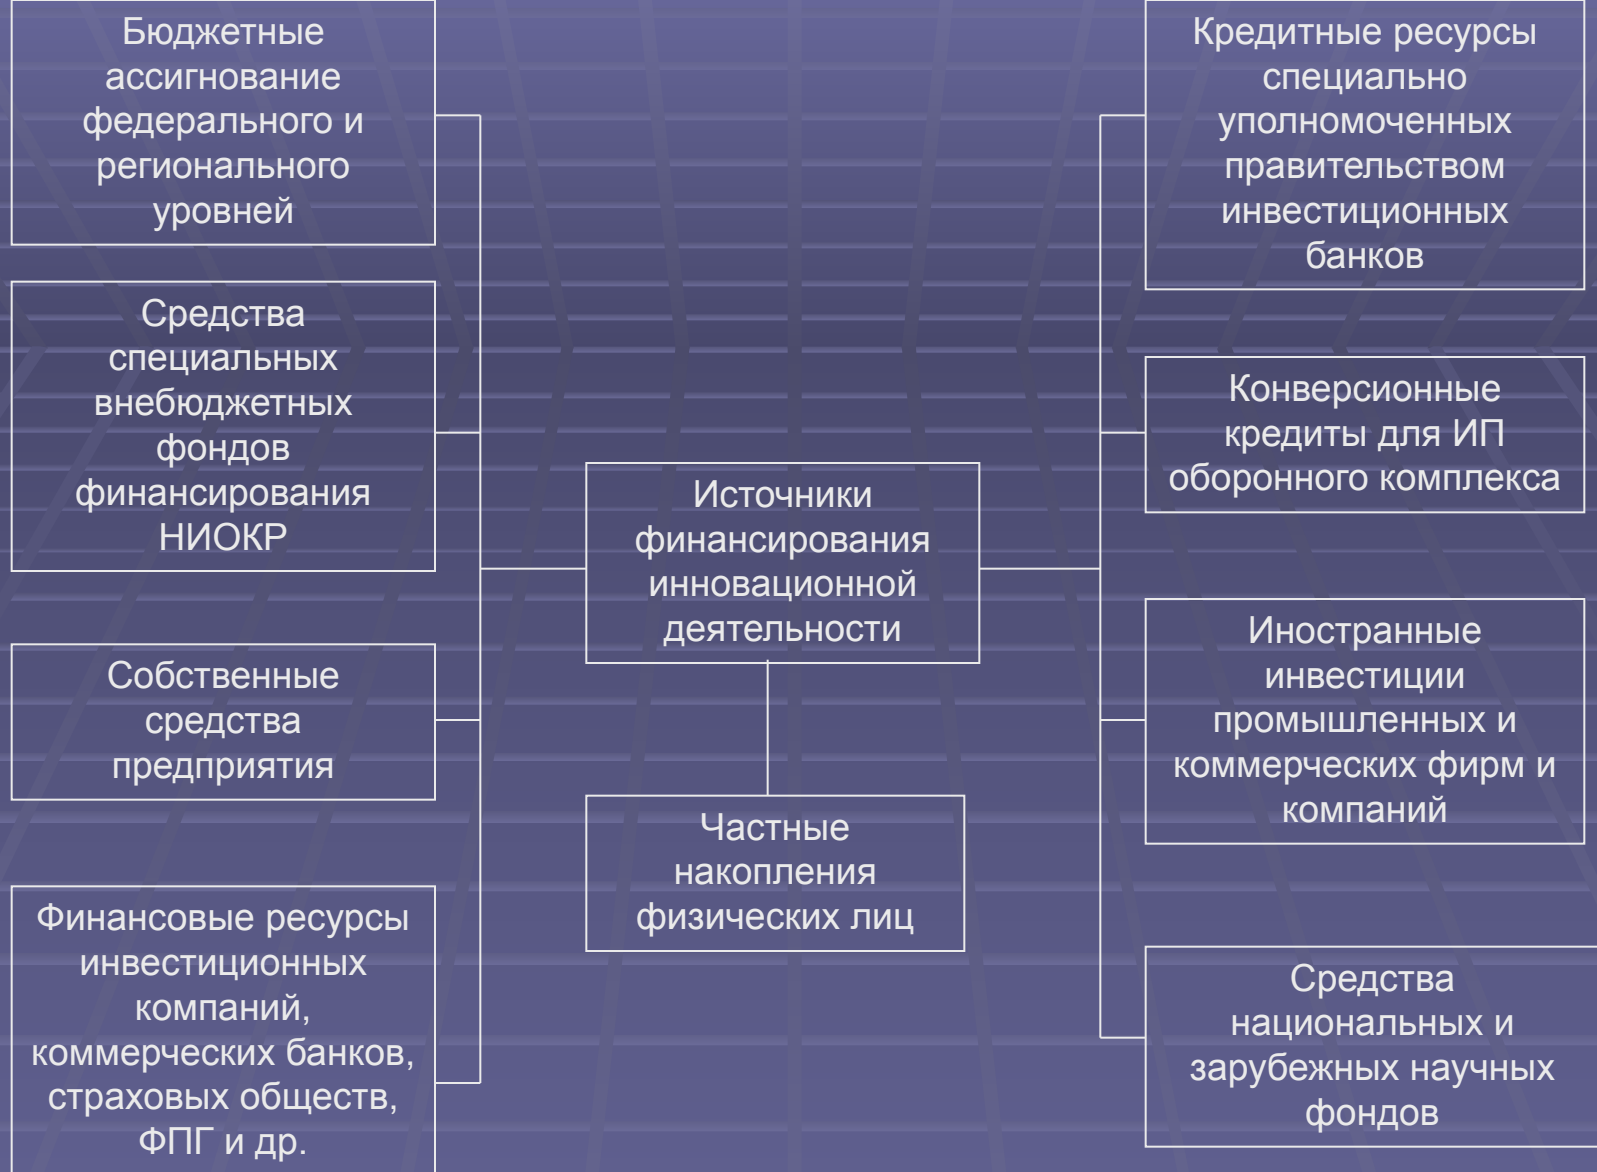 Бюджетные
ассигнование
федерального и
регионального
уровней
Средства
специальных
внебюджетных
фондов
финансирования
НИОКР
Собственные
средства
предприятия
Финансовые ресурсы
инвестиционных
компаний,
коммерческих банков,
страховых обществ,
ФПГ и др.
Источники
финансирования
инновационной
деятельности
Частные
накопления
физических лиц
Кредитные ресурсы
специально
уполномоченных
правительством
инвестиционных
банков
Конверсионные
кредиты для ИП
оборонного комплекса
Иностранные
инвестиции
промышленных и
коммерческих фирм и
компаний
Средства
национальных и
зарубежных научных
фондов